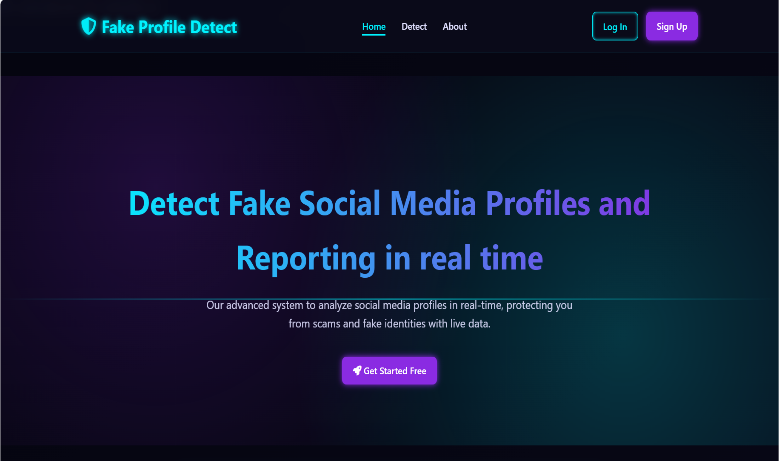 Fake Profile Detect
Home Detect About
Log In Sign Up
Detect Fake Social Media Profiles and
Reporting in real time
Our advanced system to analyze social media profiles in real-time, protecting you
from scams and fake identities with live data.
Get Started Free